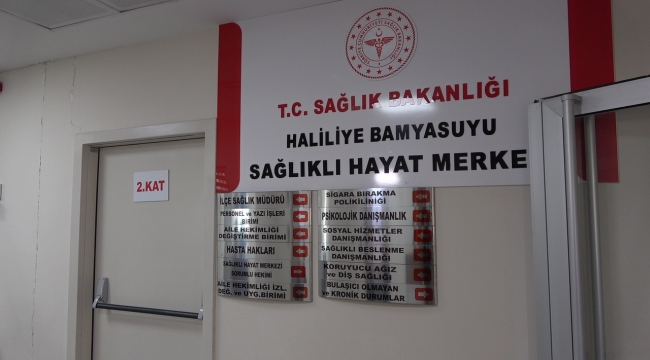 T.C. SAĞLIK BAKANLIĞI
HALİLİYE BAMYASUYU
SAĞLIKLI HAYAT MERKE
2.KAT
İLÇE SAĞLIK MÜDÜRÜ
PERSONEL ve YAZI İŞLERİ
BİRİMİ
AİLE HEKİMLİĞİ
DEĞİŞTİRME BİRİMİ
HASTA HAKLARI
SAĞLIKLI HAYAT MERKEZİ
SORUMLU HEKİMİ
AİLE HEKİMLİĞİ İZL.
DEĞ. ve UYG.BİRİMİ
SİGARA BIRAKMA
POLİKİLİNİĞİ
PSİKOLOJİK DANIŞMANLIK
SOSYAL HİZMETLER
DANIŞMANLIĞI
SAĞLIKLI BESLENME
DANIŞMANLIĞI
KORUYUCU AĞIZ
ve DİŞ SAĞLIĞI
BULAŞICI OLMAYAN
ve KRONİK DURUMLAR